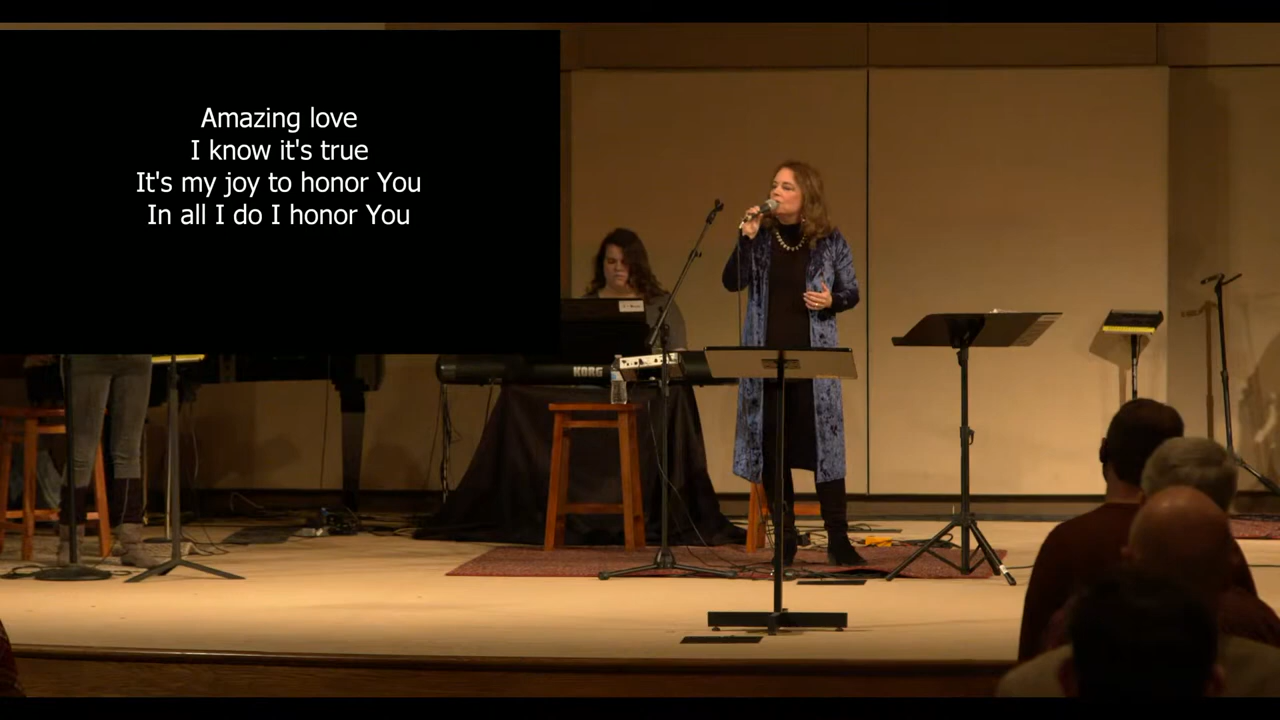 Amazing love
I know it's true
It's my joy to honor You
In all I do I honor You
KORG